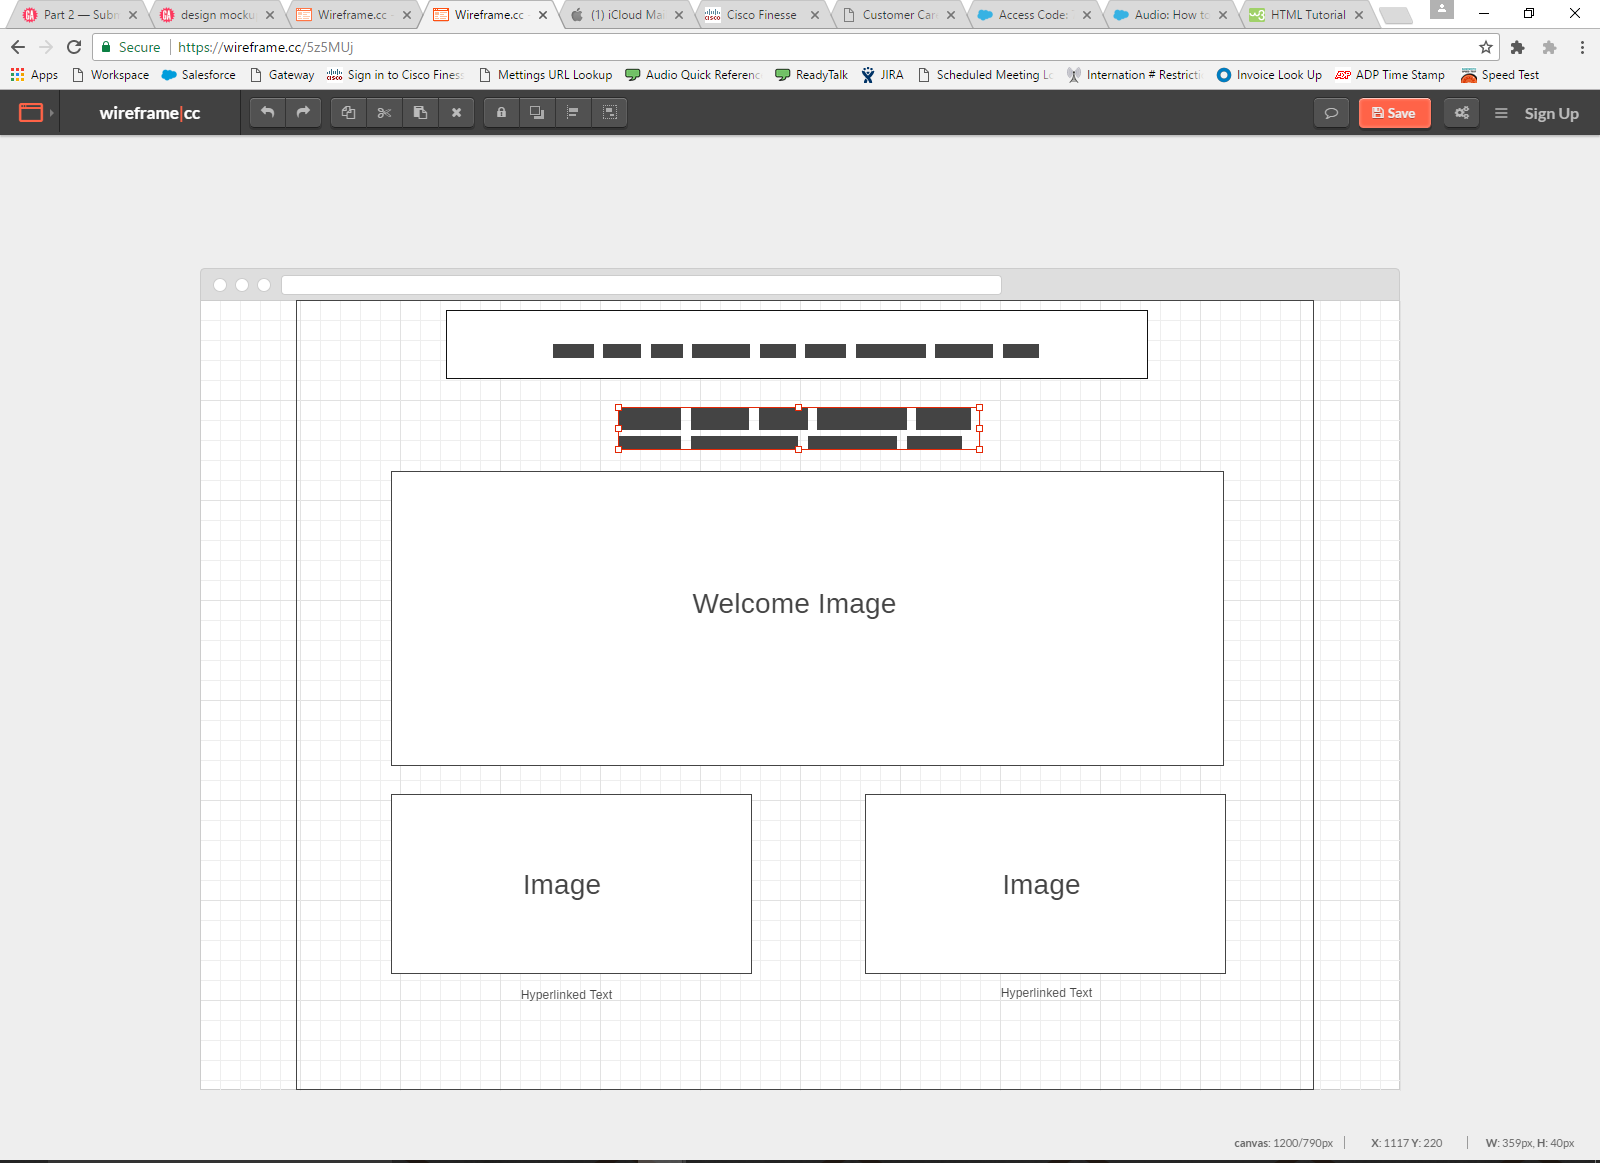 Part 2 — Subm
design mocku
Wireframe.cc
Wireframe.cc
(1) iCloud Ma
Cisco Finesse
Customer Care
Access Code:
Audio: How to
HTML Tutorial
Secure https://wireframe.cc/5z5MUj
Apps Workspace Salesforce Gateway Sign in to Cisco Finess Mettings URL Lookup Audio Quick Referenc ReadyTalk JIRA Scheduled Meeting Lo Internation # Restricti Invoice Look Up ADP Time Stamp Speed Test
wireframe|cc Save Sign Up
Welcome Image
Image Image
Hyperlinked Text Hyperlinked Text
canvas: 1200/790px X: 1117 Y: 220 W: 359px, H: 40px